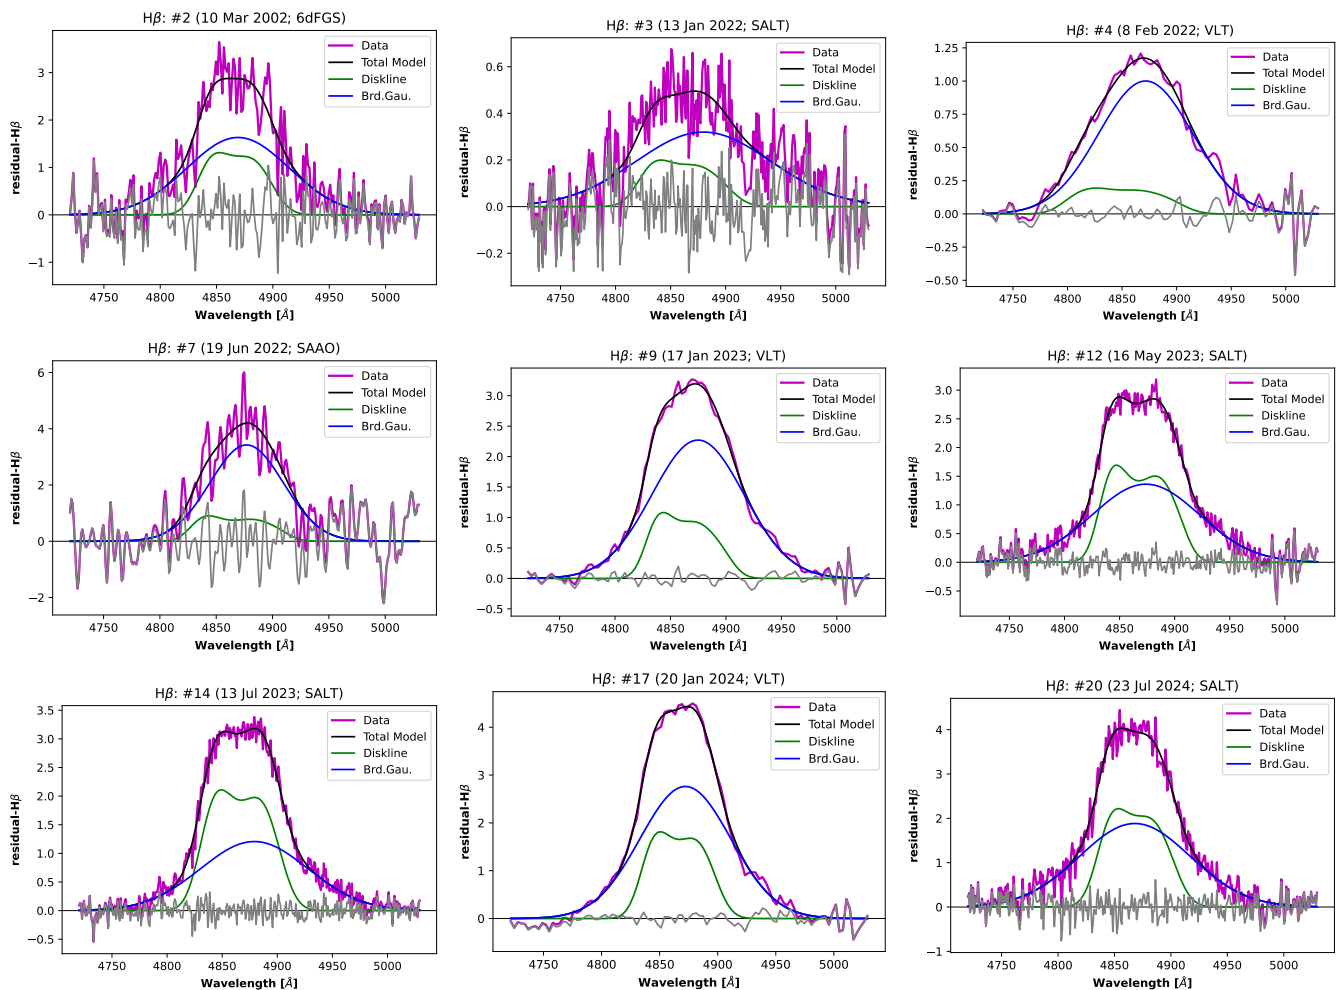 Hβ: #2 (10 Mar 2002; 6dFGS)
residual-Hβ
3
2
1
0
−1
Data
Total Model
Diskline
Brd.Gau.
4750 4800 4850 4900 4950 5000
Wavelength [Å]
Hβ: #3 (13 Jan 2022; SALT)
residual-Hβ
0.6
0.4
0.2
0.0
−0.2
Data
Total Model
Diskline
Brd.Gau.
4750 4800 4850 4900 4950 5000
Wavelength [Å]
Hβ: #4 (8 Feb 2022; VLT)
residual-Hβ
1.25
1.00
0.75
0.50
0.25
0.00
−0.25
−0.50
Data
Total Model
Diskline
Brd.Gau.
4750 4800 4850 4900 4950 5000
Wavelength [Å]
Hβ: #7 (19 Jun 2022; SAAO)
residual-Hβ
6
4
2
0
−2
Data
Total Model
Diskline
Brd.Gau.
4750 4800 4850 4900 4950 5000
Wavelength [Å]
Hβ: #9 (17 Jan 2023; VLT)
residual-Hβ
3.0
2.5
2.0
1.5
1.0
0.5
0.0
−0.5
Data
Total Model
Diskline
Brd.Gau.
4750 4800 4850 4900 4950 5000
Wavelength [Å]
Hβ: #12 (16 May 2023; SALT)
residual-Hβ
3.0
2.5
2.0
1.5
1.0
0.5
0.0
−0.5
Data
Total Model
Diskline
Brd.Gau.
4750 4800 4850 4900 4950 5000
Wavelength [Å]
Hβ: #14 (13 Jul 2023; SALT)
residual-Hβ
3.5
3.0
2.5
2.0
1.5
1.0
0.5
0.0
−0.5
Data
Total Model
Diskline
Brd.Gau.
4750 4800 4850 4900 4950 5000
Wavelength [Å]
Hβ: #17 (20 Jan 2024; VLT)
residual-Hβ
4
3
2
1
0
Data
Total Model
Diskline
Brd.Gau.
4750 4800 4850 4900 4950 5000
Wavelength [Å]
Hβ: #20 (23 Jul 2024; SALT)
residual-Hβ
4
3
2
1
0
−1
Data
Total Model
Diskline
Brd.Gau.
4750 4800 4850 4900 4950 5000
Wavelength [Å]